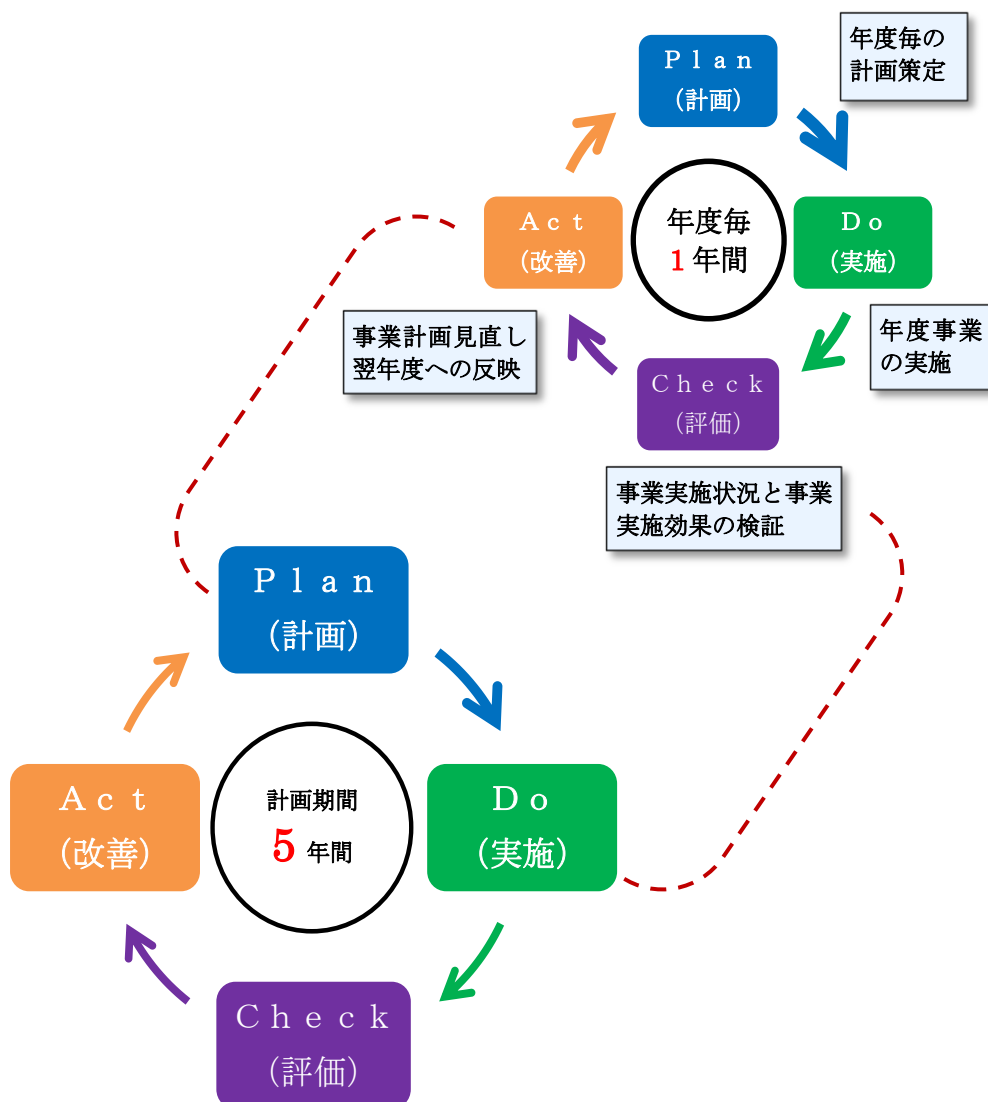 Ｐｌａｎ
（計画）
年度毎の
計画策定
Ａｃｔ
（改善）
年度毎
１年間
Ｄｏ
（実施）
事業計画見直し
翌年度への反映
年度事業
の実施
Ｃｈｅｃｋ
（評価）
事業実施状況と事業
実施効果の検証
Ｐｌａｎ
（計画）
Ａｃｔ
（改善）
計画期間
５年間
Ｄｏ
（実施）
Ｃｈｅｃｋ
（評価）